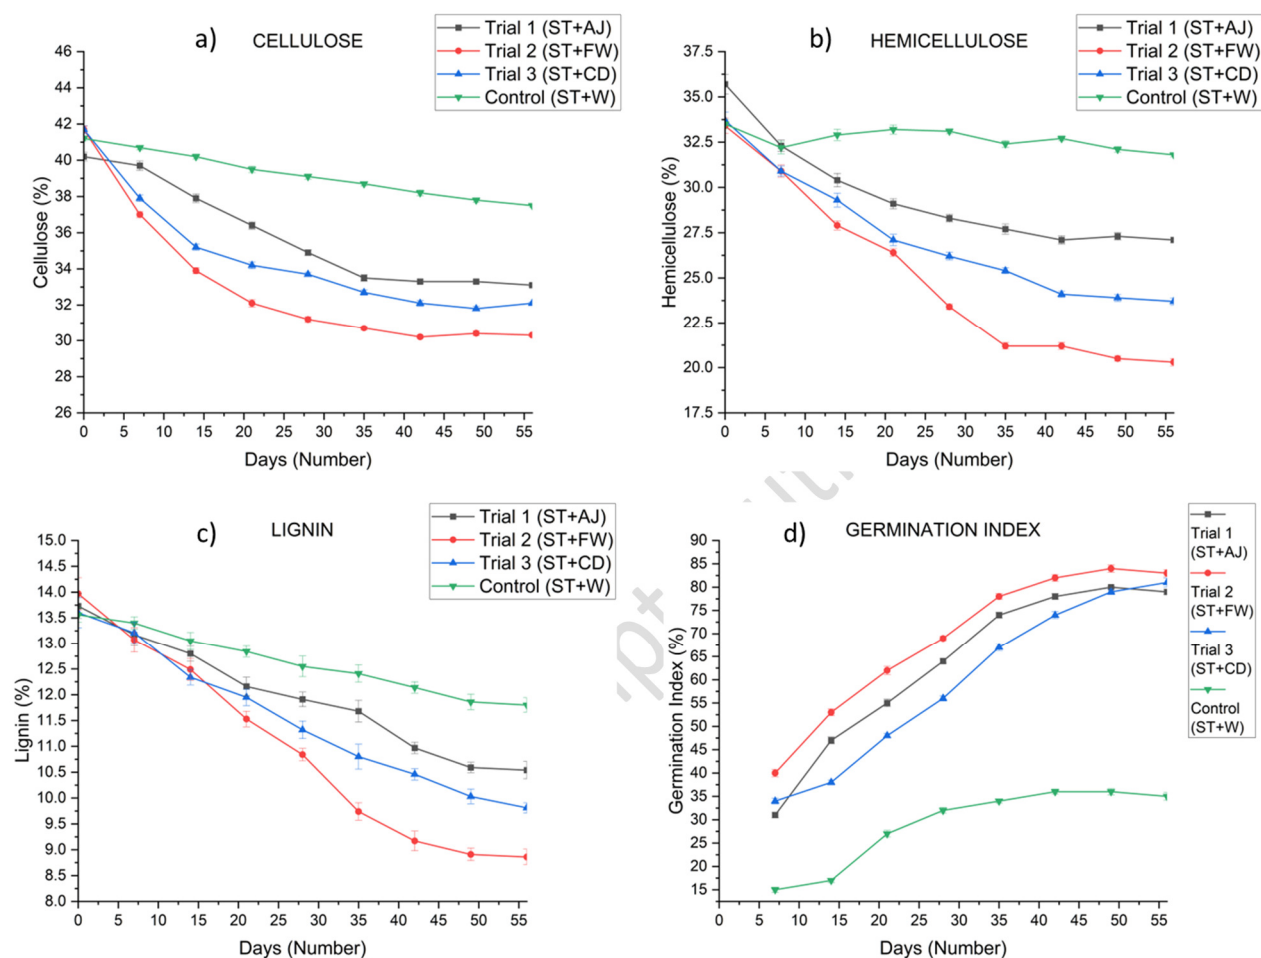 a) CELLULOSE
Trial 1 (ST+AJ)
Trial 2 (ST+FW)
Trial 3 (ST+CD)
Control (ST+W)
46
44
42
40
38
36
34
32
30
28
26
Cellulose (%)
0 5 10 15 20 25 30 35 40 45 50 55
Days (Number)
b) HEMICELLULOSE
Trial 1 (ST+AJ)
Trial 2 (ST+FW)
Trial 3 (ST+CD)
Control (ST+W)
37.5
35.0
32.5
30.0
27.5
25.0
22.5
20.0
17.5
Hemicellulose (%)
0 5 10 15 20 25 30 35 40 45 50 55
Days (Number)
c) LIGNIN
Trial 1 (ST+AJ)
Trial 2 (ST+FW)
Trial 3 (ST+CD)
Control (ST+W)
15.0
14.5
14.0
13.5
13.0
12.5
12.0
11.5
11.0
10.5
10.0
9.5
9.0
8.5
8.0
Lignin (%)
0 5 10 15 20 25 30 35 40 45 50 55
Days (Number)
d) GERMINATION INDEX
Trial 1
(ST+AJ)
Trial 2
(ST+FW)
Trial 3
(ST+CD)
Control
(ST+W)
90
85
80
75
70
65
60
55
50
45
40
35
30
25
20
15
Germination Index (%)
0 5 10 15 20 25 30 35 40 45 50 55
Days (Number)